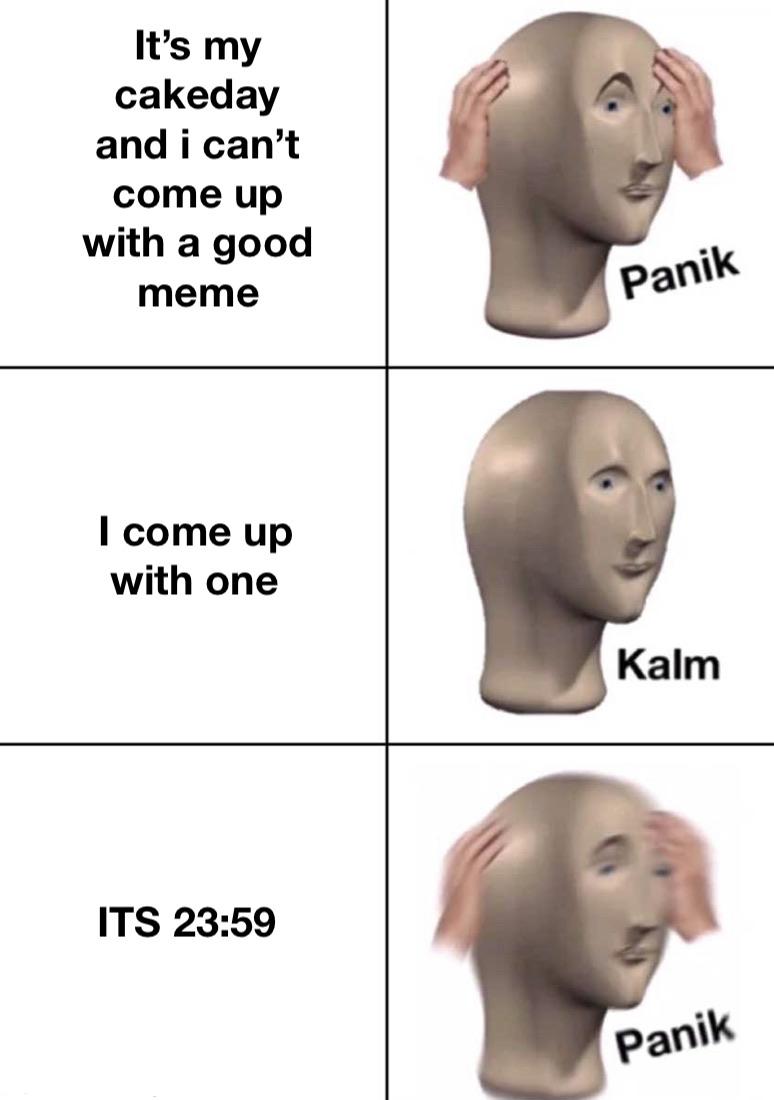 It’s my
cakeday
and i can’t
come up
with a good
meme
Panik
I come up
with one
Kalm
ITS 23:59
Panik